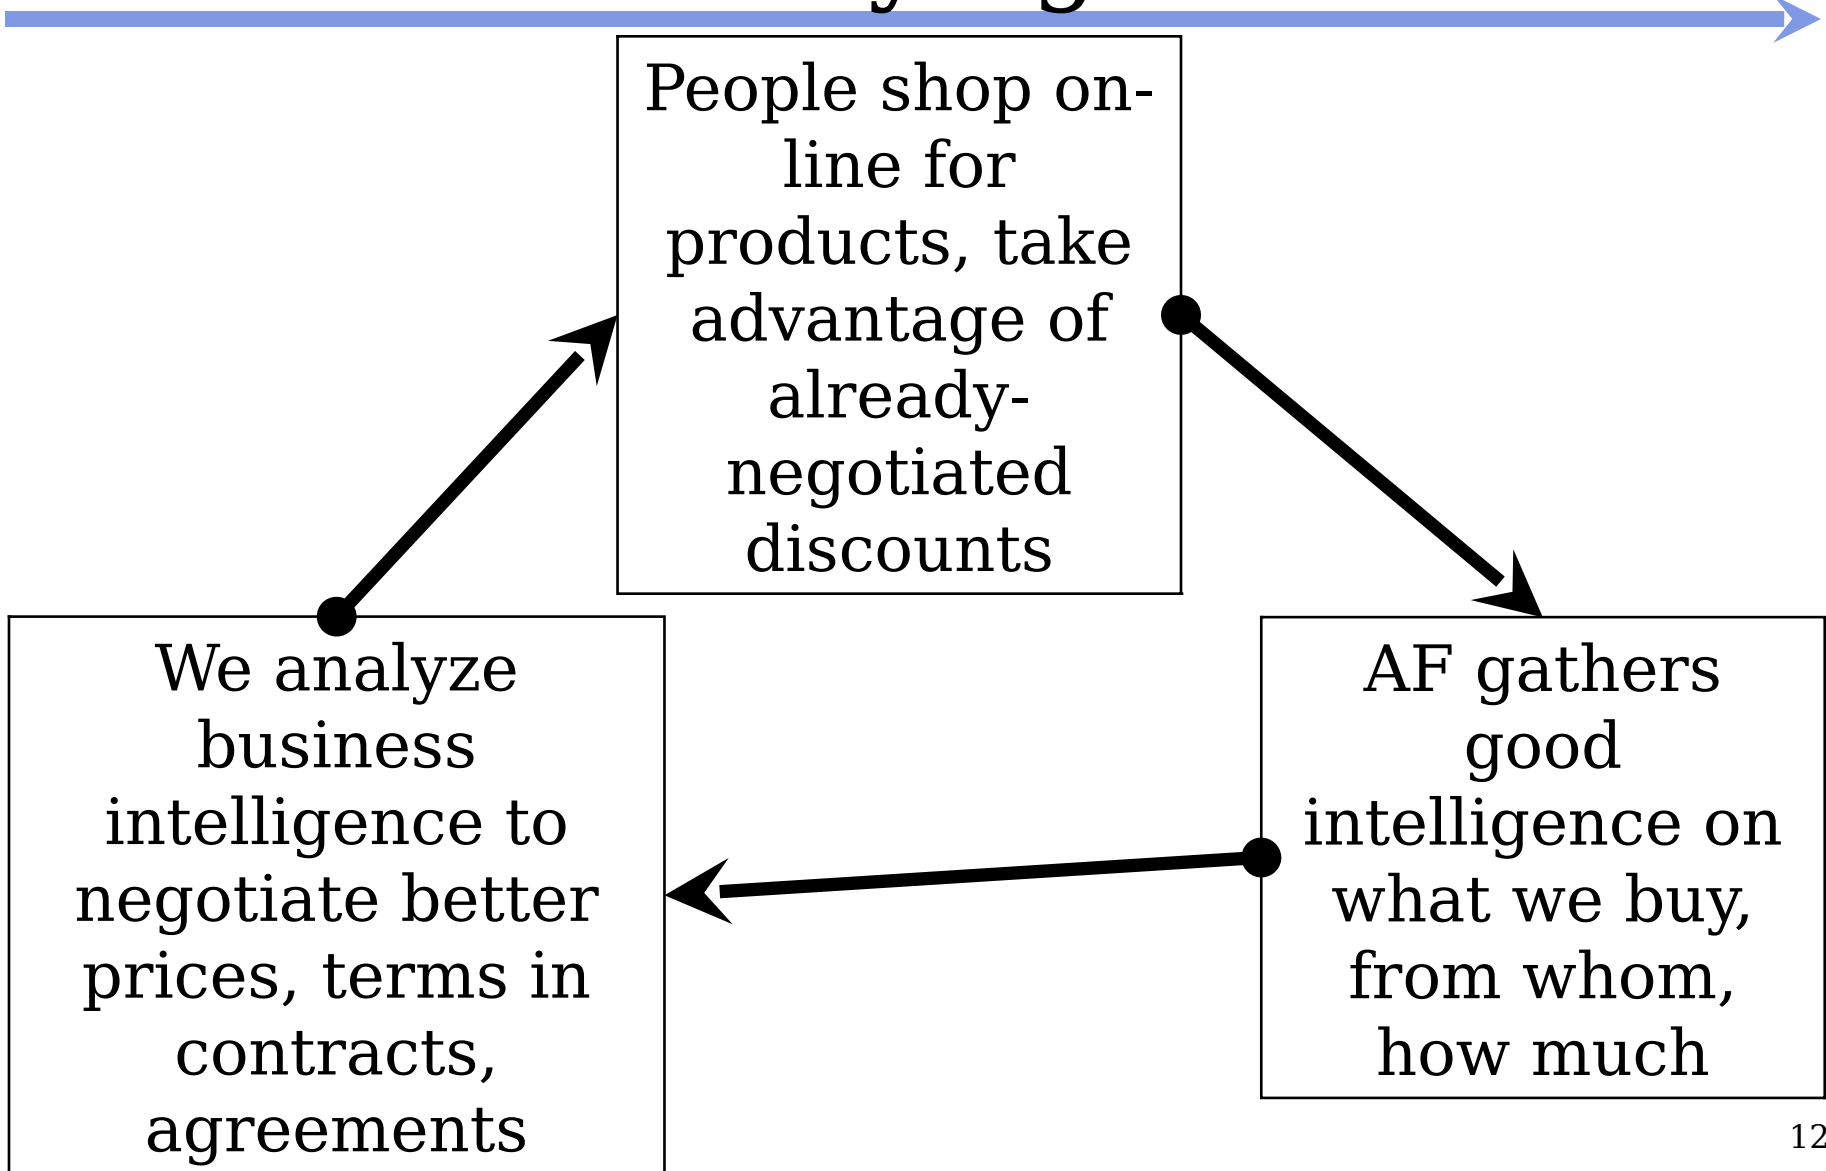 People shop on-
line for
products, take
advantage of
already-
negotiated
discounts
We analyze
business
intelligence to
negotiate better
prices, terms in
contracts,
agreements
AF gathers
good
intelligence on
what we buy,
from whom,
how much
12